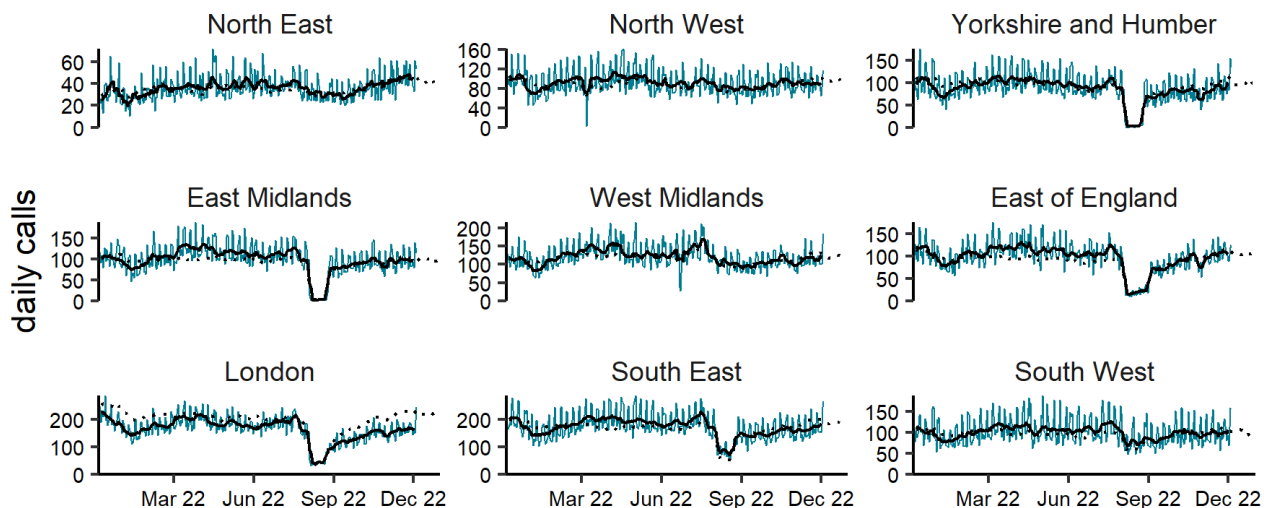 North East
North West
Yorkshire and Humber
60
40
20
0
160
120
80
40
0
150
100
50
0
daily calls
East Midlands
West Midlands
East of England
150
100
50
0
200
150
100
50
0
150
100
50
0
London
South East
South West
200
100
0
200
100
0
150
100
50
0
Mar 22 Jun 22 Sep 22 Dec 22
Mar 22 Jun 22 Sep 22 Dec 22
Mar 22 Jun 22 Sep 22 Dec 22